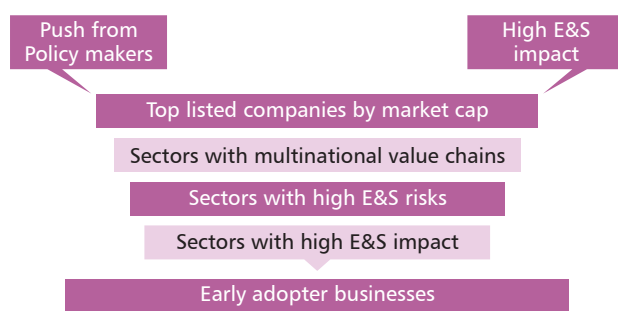 Push from
Policy makers
High E&S
impact
Top listed companies by market cap
Sectors with multinational value chains
Sectors with high E&S risks
Sectors with high E&S impact
Early adopter businesses